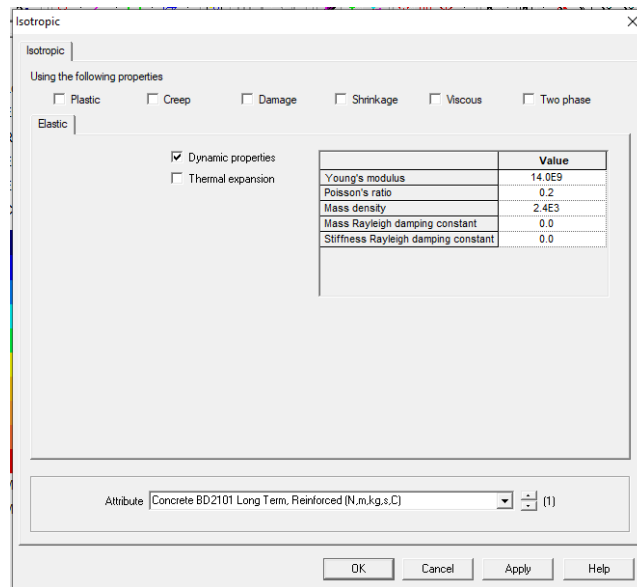 Isotropic
Isotropic
Using the following properties
Plastic Creep Damage Shrinkage Viscous Two phase
Elastic
Dynamic properties
Thermal expansion
Value
Young's modulus 14.0E9
Poisson's ratio 0.2
Mass density 2.4E3
Mass Rayleigh damping constant 0.0
Stiffness Rayleigh damping constant 0.0
Attribute Concrete BD2101 Long Term, Reinforced (N,m,kg,s,C) (1)
OK Cancel Apply Help